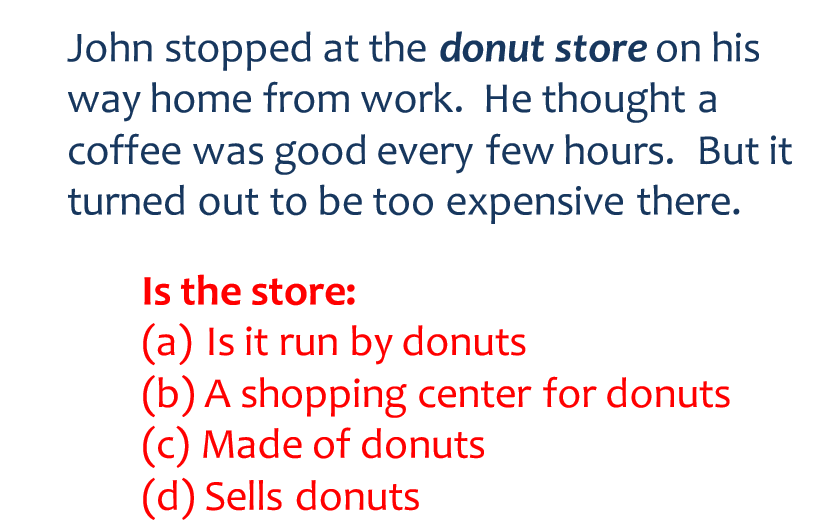 John stopped at the donut store on his
way home from work. He thought a
coffee was good every few hours. But it
turned out to be too expensive there.
Is the store:
(a) Is it run by donuts
(b) A shopping center for donuts
(c) Made of donuts
(d) Sells donuts